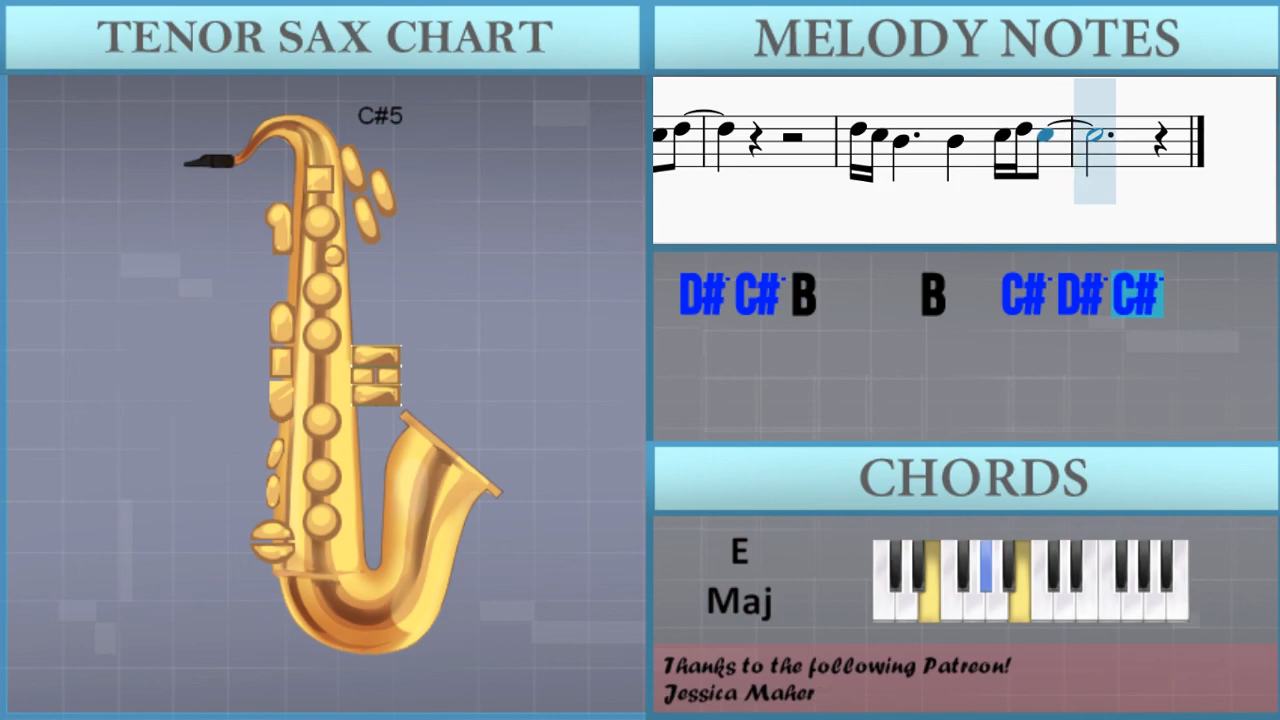 TENOR SAX CHART
C#5
MELODY NOTES
D# C# B B C# D# C#
CHORDS
E
Maj
Thanks to the following Patreon!
Jessica Maher